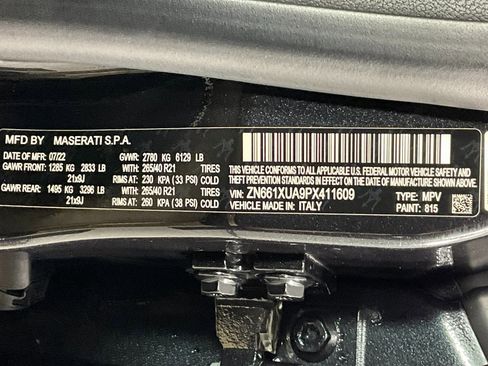 MFD BY MASERATI S.P.A.
DATE: 07/22 GVWR: 2780 KG 6129 LB
GAWR FRONT: 1285 KG 2833 LB WITH: 265/40 R21 TIRES
21x9J RIMS AT: 230 KPA (33 PSI) COLD
GAWR REAR: 1495 KG 3296 LB WITH: 265/40 R21 TIRES
21x9J RIMS AT: 260 KPA (38 PSI) COLD
THIS VEHICLE CONFORMS TO ALL APPLICABLE U.S. FEDERAL MOTOR VEHICLE
SAFETY, BUMPER, AND THEFT PREVENTION STANDARDS IN EFFECT ON THE
DATE OF MANUFACTURE SHOWN ABOVE.
VIN: ZN661XUA9PX411609 TYPE: MPV
VEHICLE MADE IN: ITALY PAINT: 815